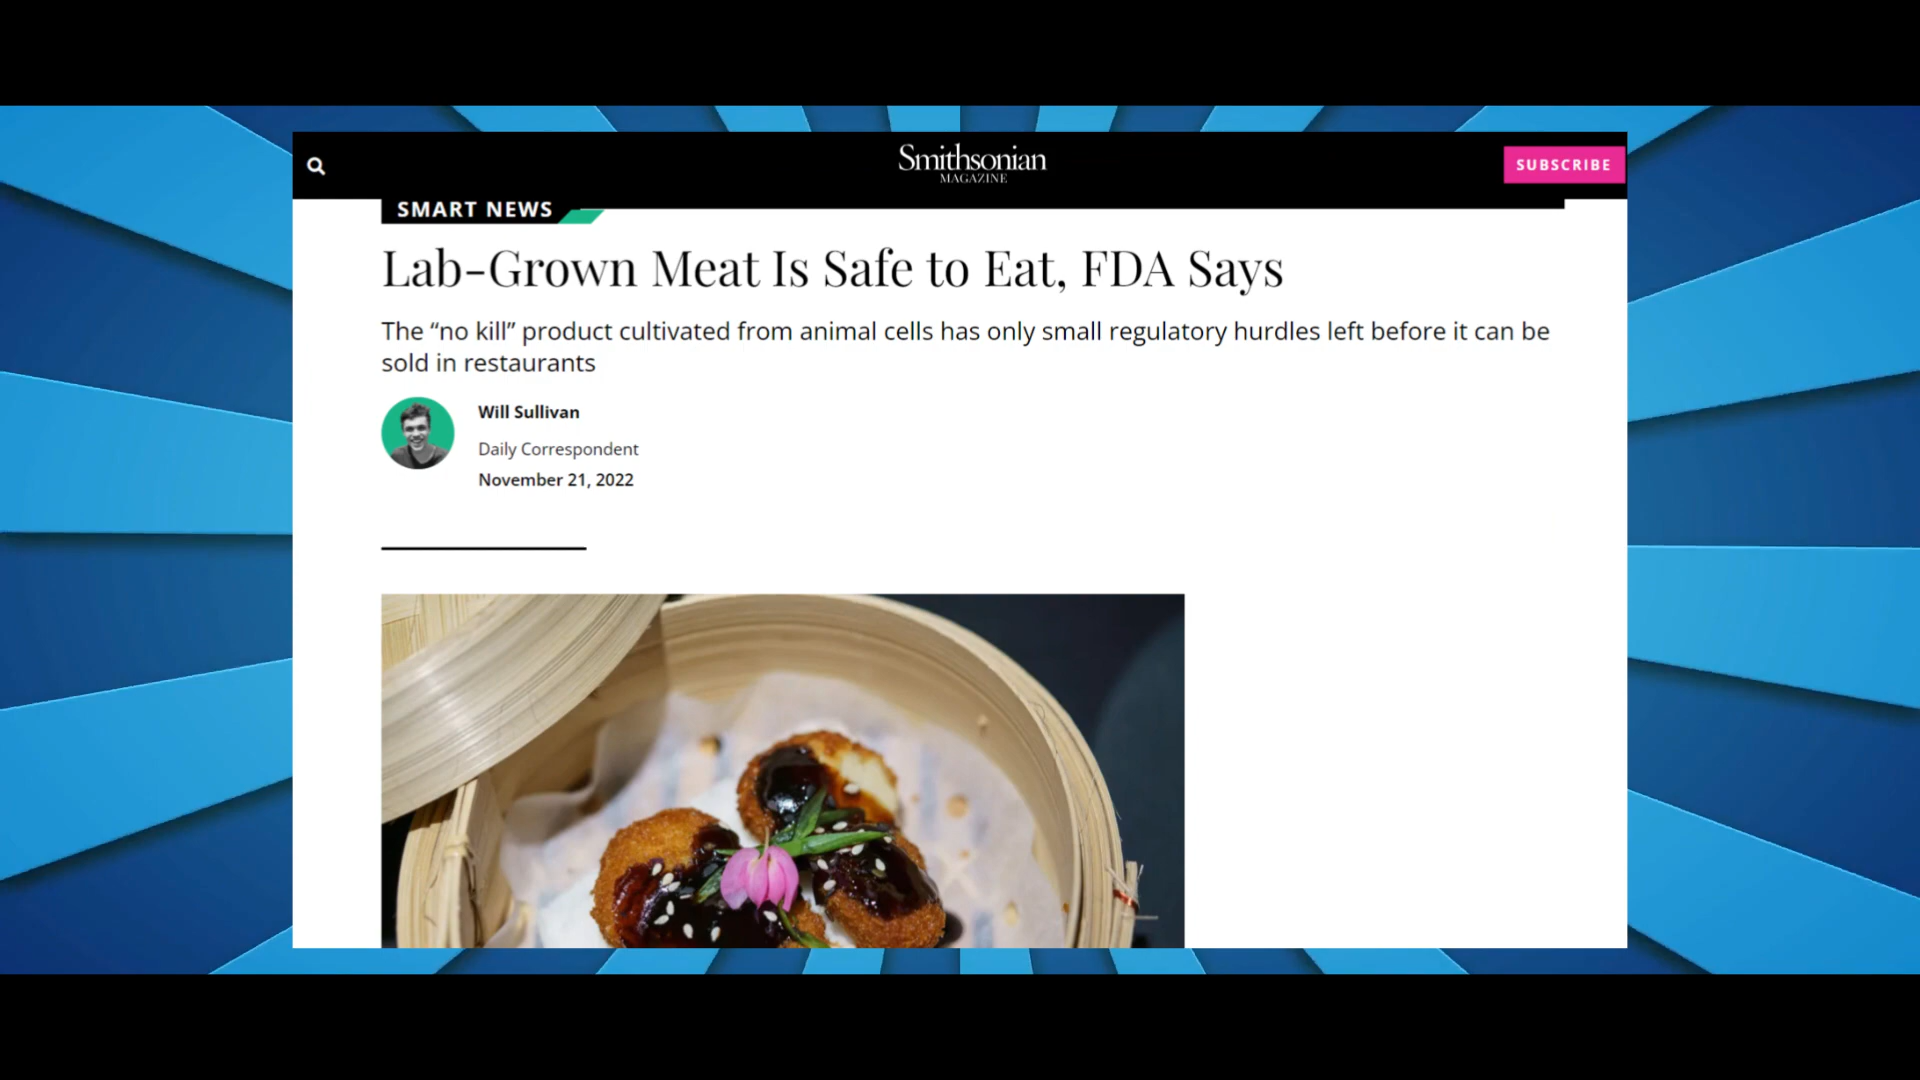 Smithsonian
MAGAZINE
SUBSCRIBE
SMART NEWS
Lab-Grown Meat Is Safe to Eat, FDA Says
The “no kill” product cultivated from animal cells has only small regulatory hurdles left before it can be
sold in restaurants
Will Sullivan
Daily Correspondent
November 21, 2022